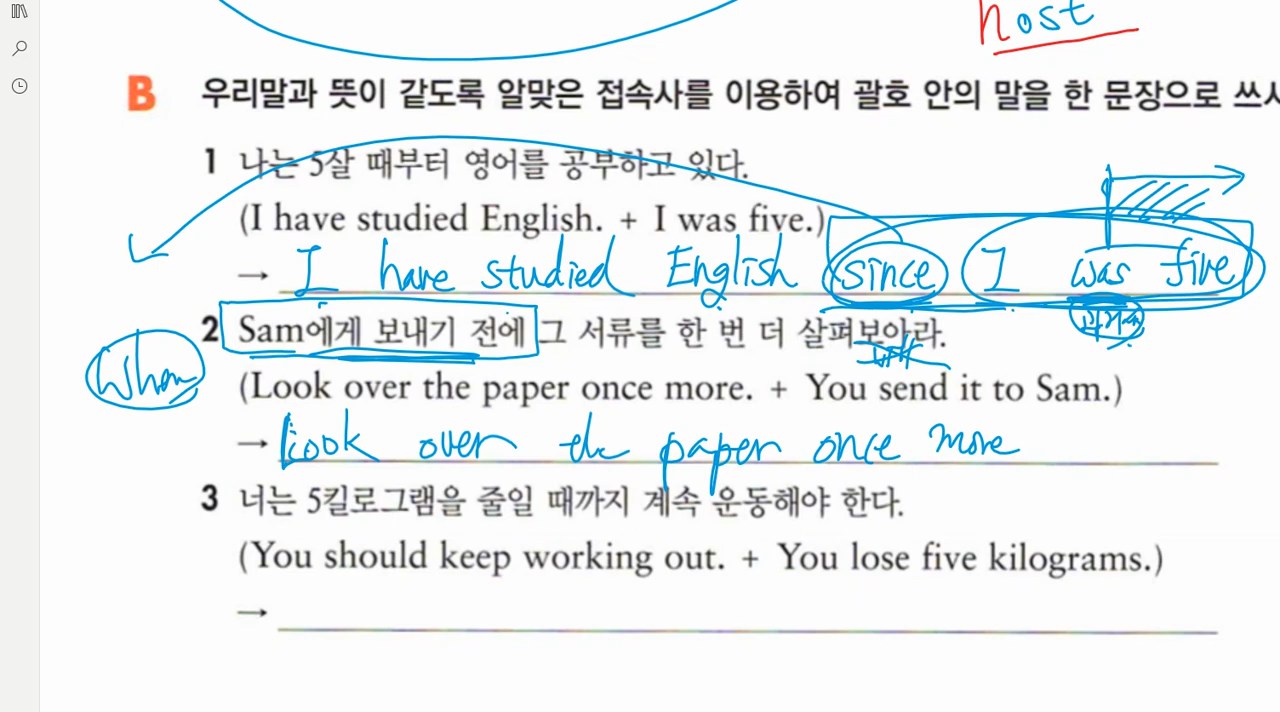 host
B 우리말과 뜻이 같도록 알맞은 접속사를 이용하여 괄호 안의 말을 한 문장으로 쓰시
1 나는 5살 때부터 영어를 공부하고 있다.
(I have studied English. + I was five.)
→ I have studied English since I was five
2 Sam에게 보내기 전에 그 서류를 한 번 더 살펴보아라.
when
(Look over the paper once more. + You send it to Sam.)
→ Look over the paper once more
3 너는 5킬로그램을 줄일 때까지 계속 운동해야 한다.
(You should keep working out. + You lose five kilograms.)
→